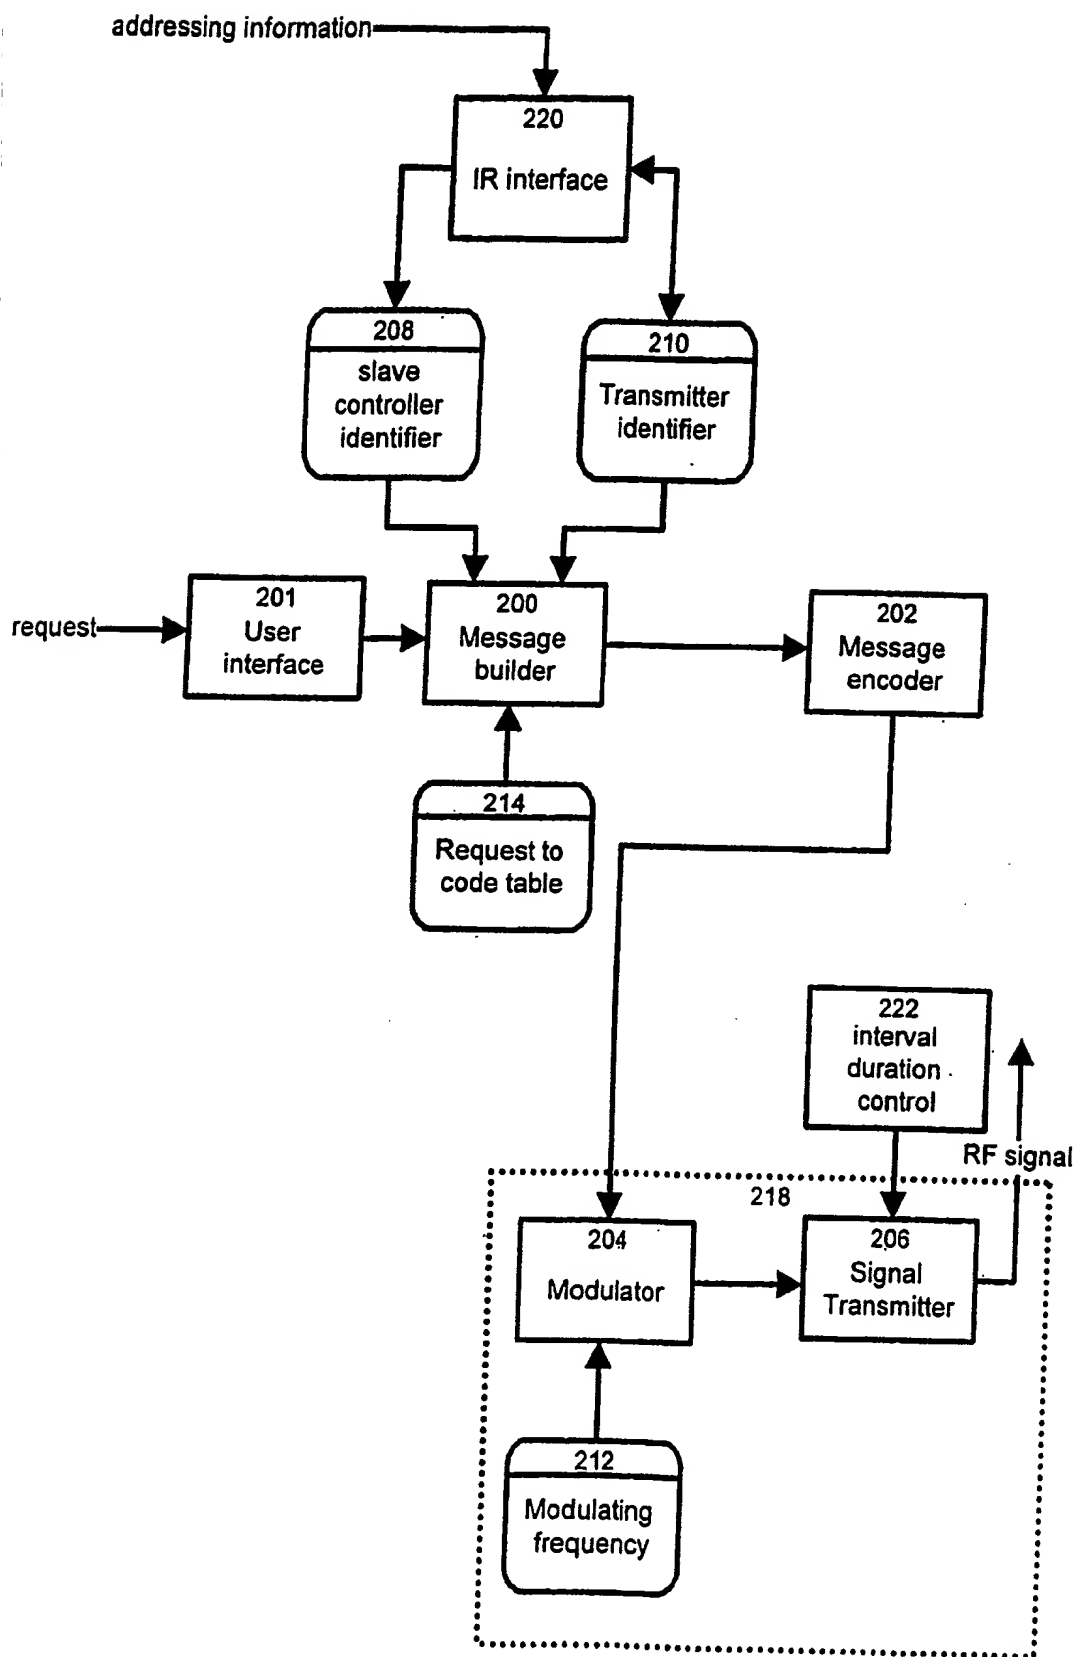 addressing information
220
IR interface
208
slave
controller
identifier
210
Transmitter
identifier
request
201
User
interface
200
Message
builder
202
Message
encoder
214
Request to
code table
222
interval
duration
control
RF signal
218
204
Modulator
206
Signal
Transmitter
212
Modulating
frequency